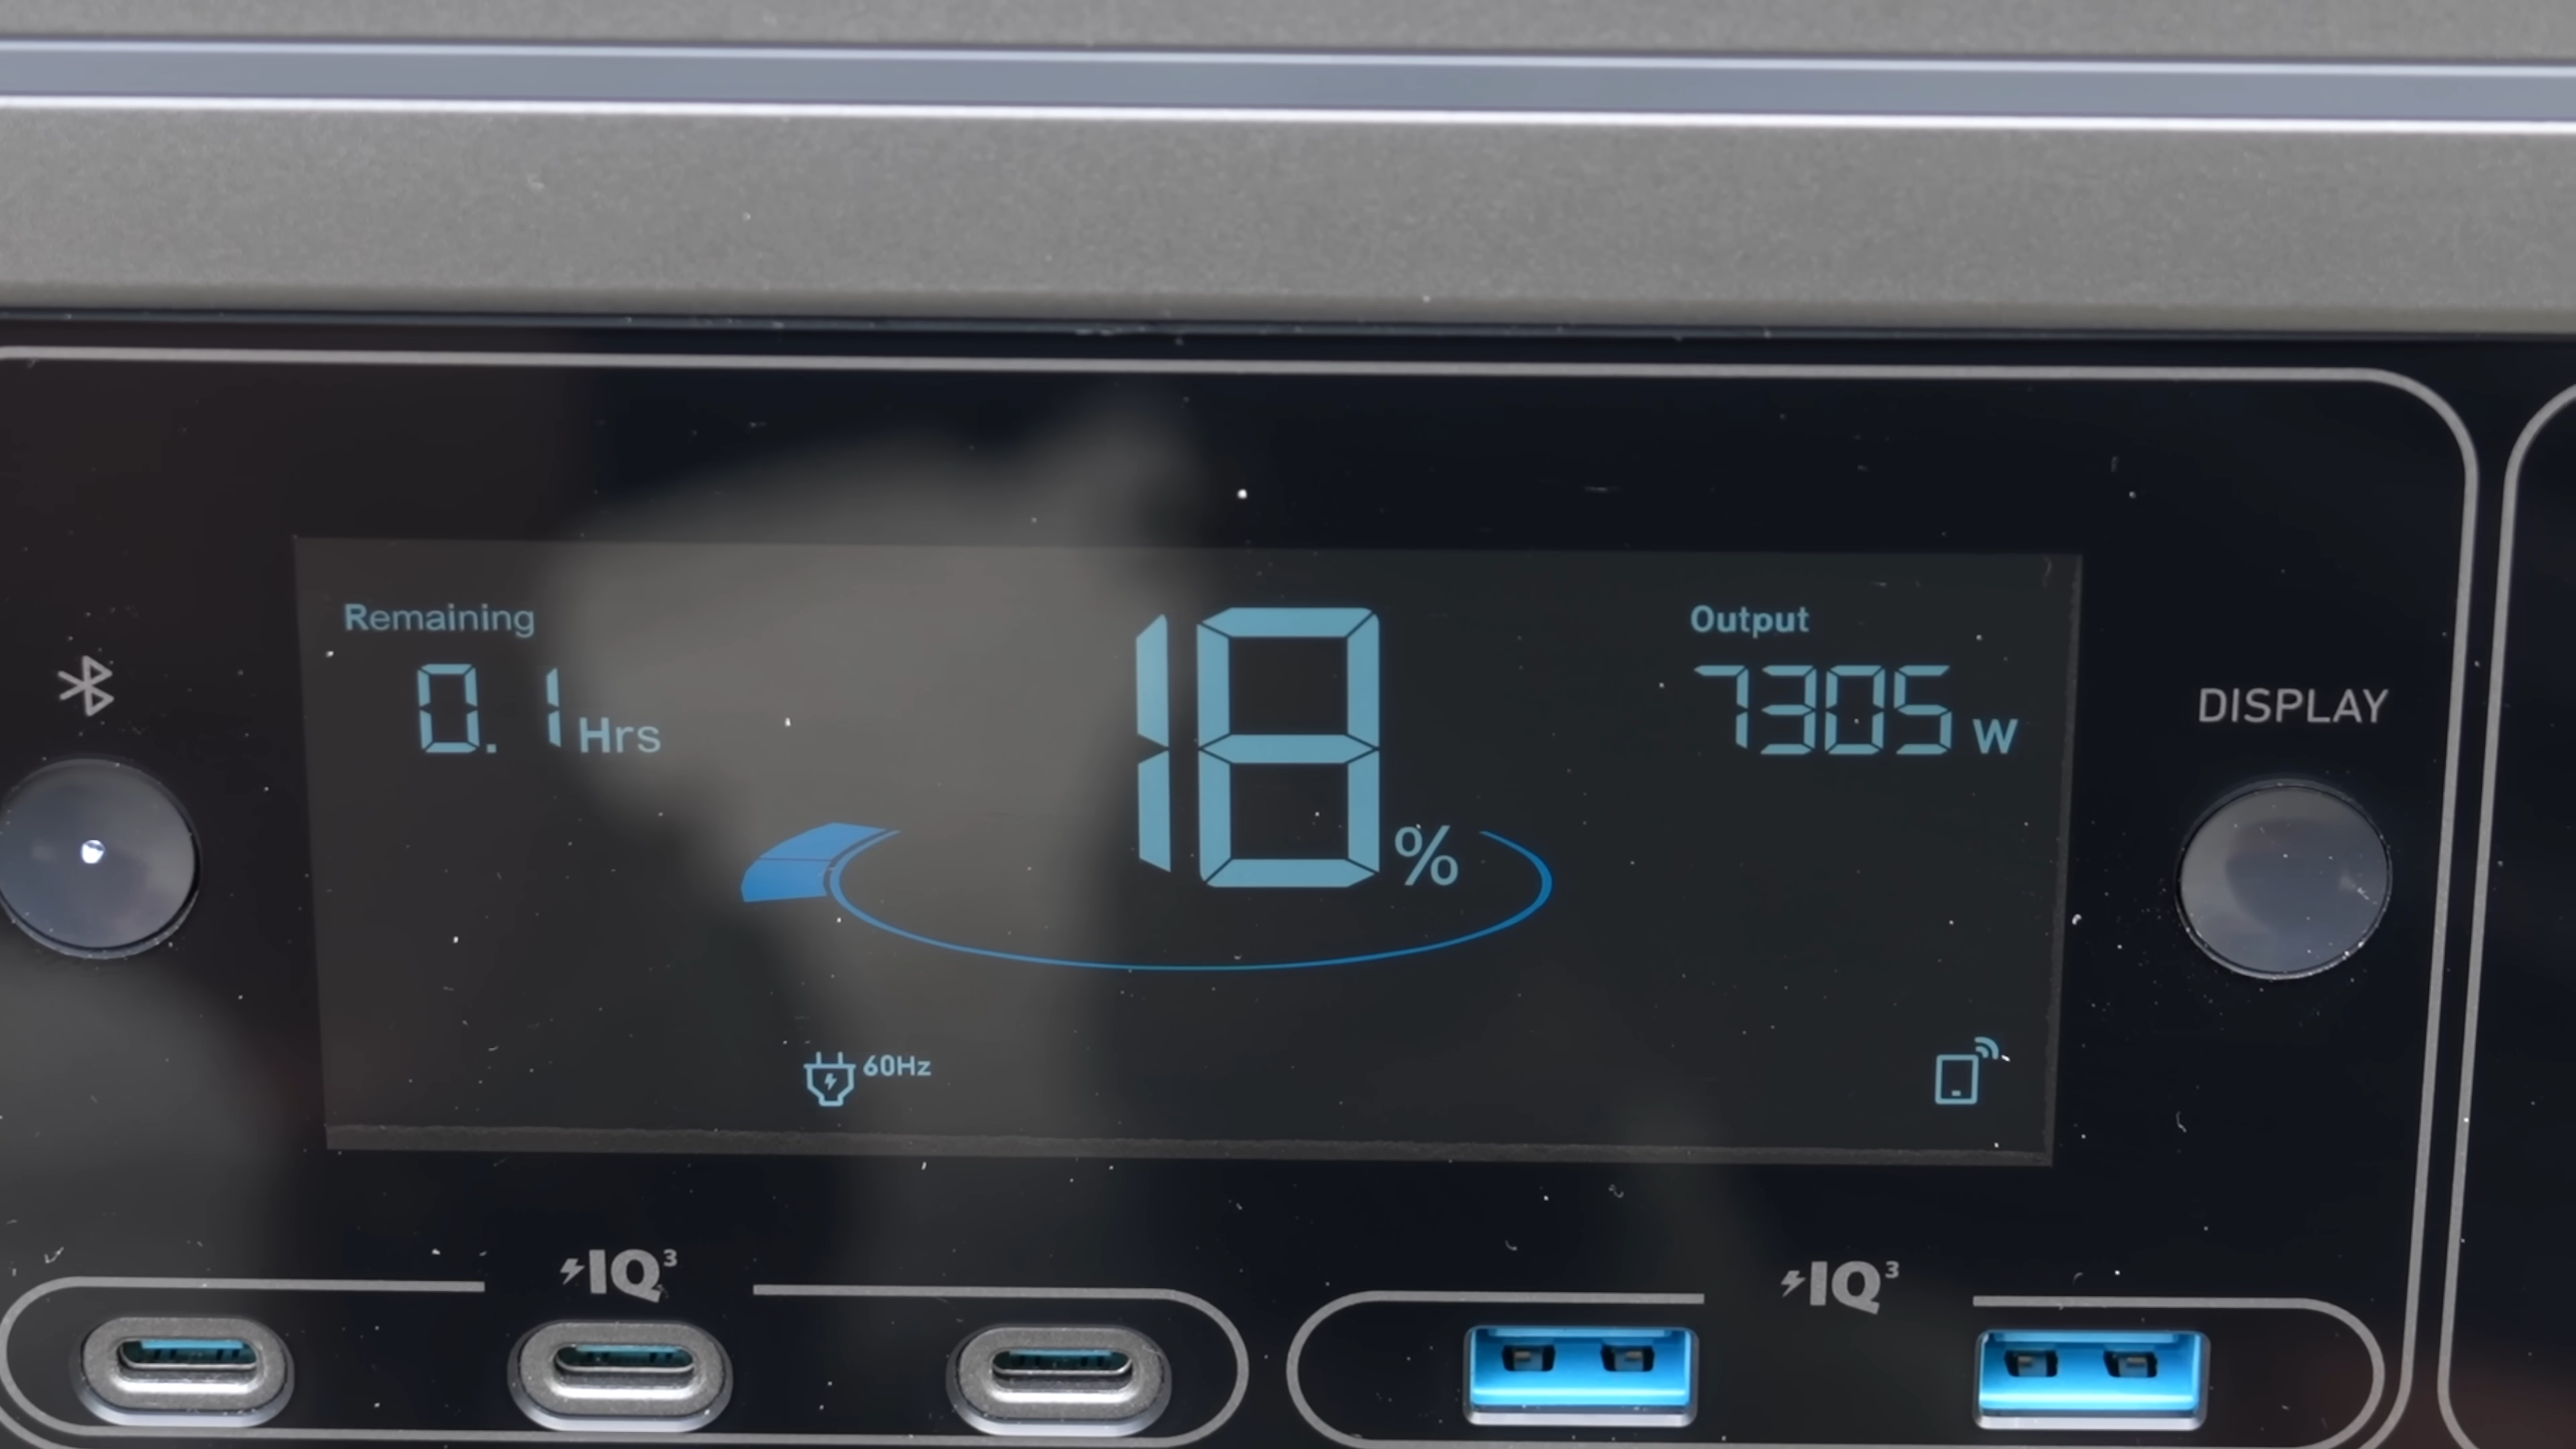 Remaining
0.1 Hrs
18%
Output
7305 W
60Hz
DISPLAY
IQ³
IQ³